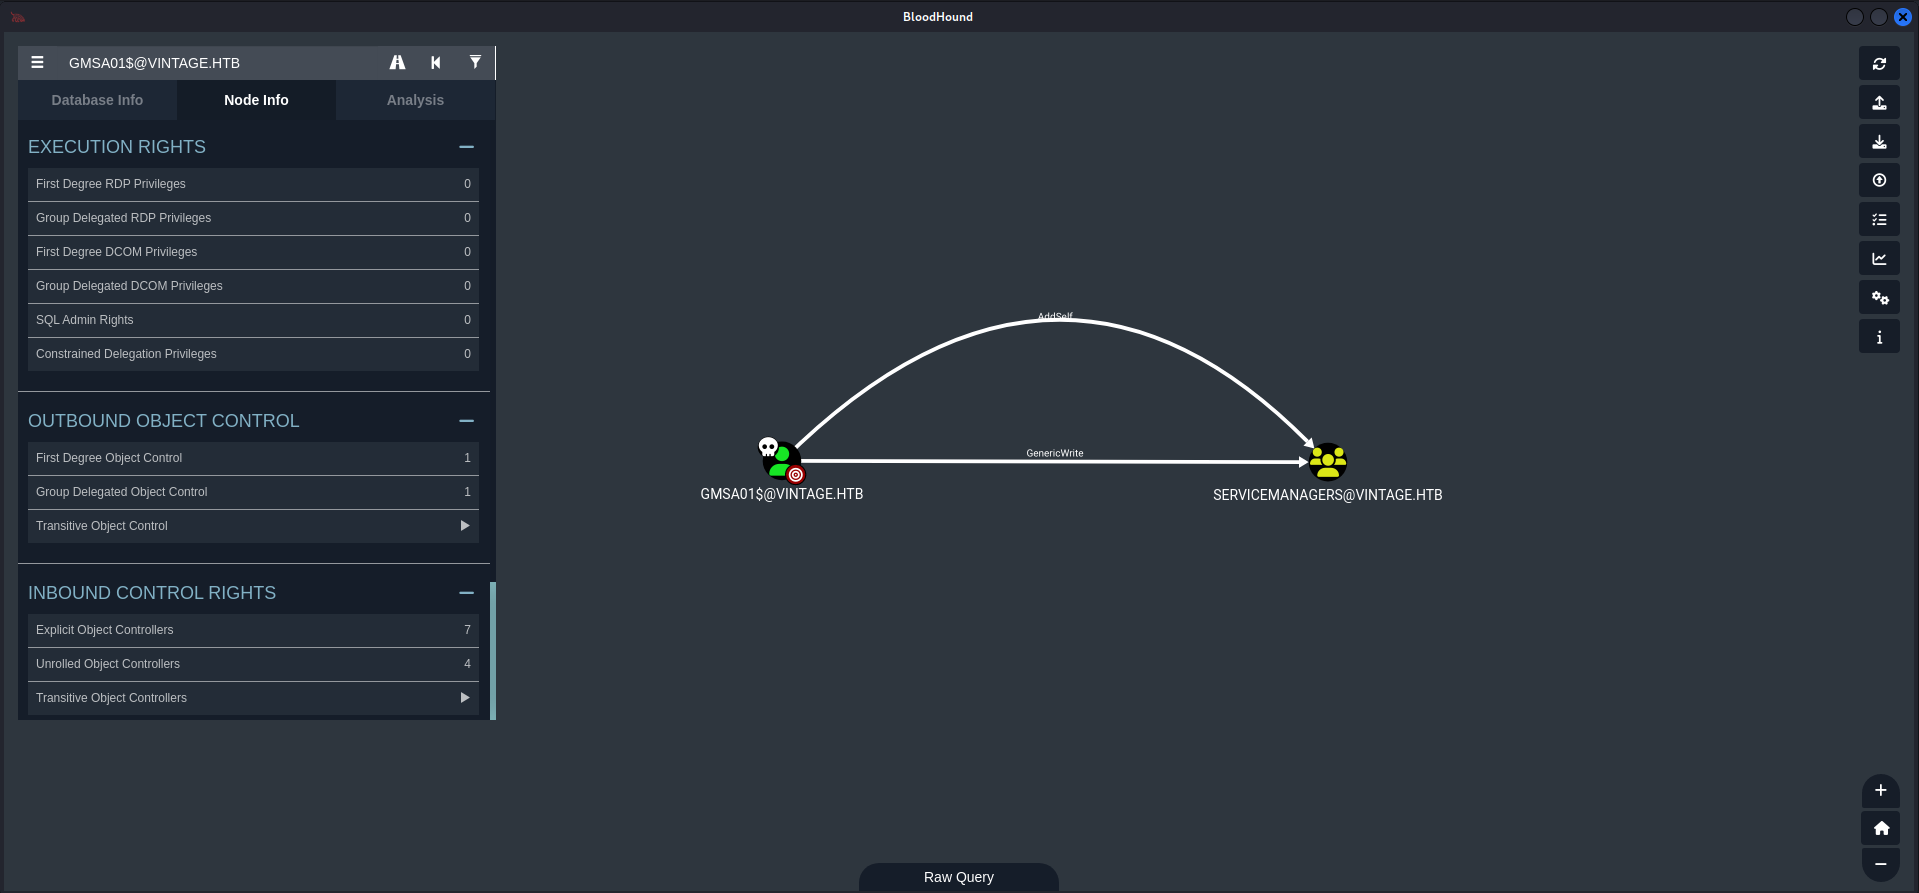 BloodHound
GMSA01$@VINTAGE.HTB
Database Info
Node Info
Analysis
EXECUTION RIGHTS
First Degree RDP Privileges 0
Group Delegated RDP Privileges 0
First Degree DCOM Privileges 0
Group Delegated DCOM Privileges 0
SQL Admin Rights 0
Constrained Delegation Privileges 0
OUTBOUND OBJECT CONTROL
First Degree Object Control 1
Group Delegated Object Control 1
Transitive Object Control
INBOUND CONTROL RIGHTS
Explicit Object Controllers 7
Unrolled Object Controllers 4
Transitive Object Controllers
AddSelf
GenericWrite
GMSA01$@VINTAGE.HTB
SERVICEMANAGERS@VINTAGE.HTB
Raw Query